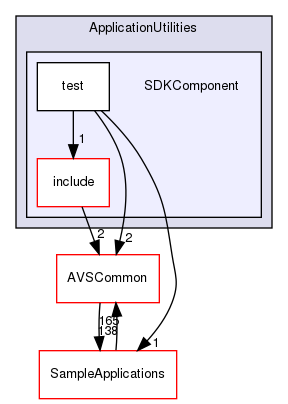 ApplicationUtilities
test
SDKComponent
1
include
2
2
AVSCommon
165
138
1
SampleApplications